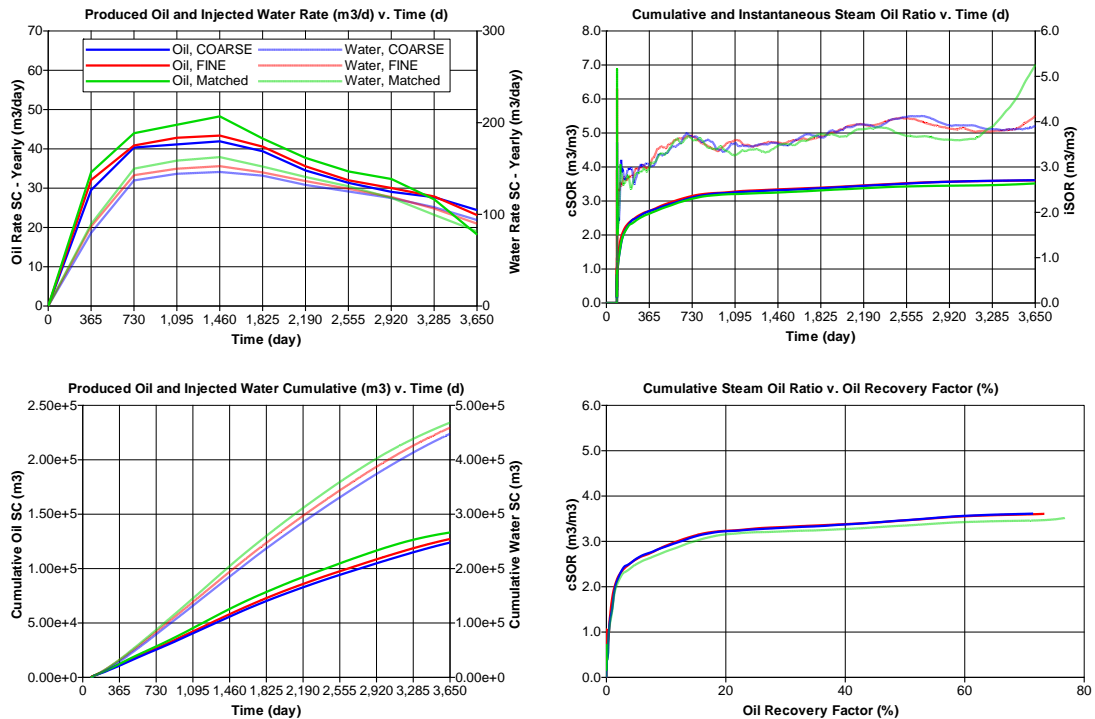 Produced Oil and Injected Water Rate (m3/d) v. Time (d)
Oil Rate SC - Yearly (m3/day)
Water Rate SC - Yearly (m3/day)
70
60
50
40
30
20
10
0
300
200
100
0
Oil, COARSE
Water, COARSE
Oil, FINE
Water, FINE
Oil, Matched
Water, Matched
0 365 730 1,095 1,460 1,825 2,190 2,555 2,920 3,285 3,650
Time (day)
Cumulative and Instantaneous Steam Oil Ratio v. Time (d)
cSOR (m3/m3)
iSOR (m3/m3)
8.0
7.0
6.0
5.0
4.0
3.0
2.0
1.0
0.0
6.0
5.0
4.0
3.0
2.0
1.0
0.0
0 365 730 1,095 1,460 1,825 2,190 2,555 2,920 3,285 3,650
Time (day)
Produced Oil and Injected Water Cumulative (m3) v. Time (d)
Cumulative Oil SC (m3)
Cumulative Water SC (m3)
2.50e+5
2.00e+5
1.50e+5
1.00e+5
5.00e+4
0.00e+0
5.00e+5
4.00e+5
3.00e+5
2.00e+5
1.00e+5
0.00e+0
0 365 730 1,095 1,460 1,825 2,190 2,555 2,920 3,285 3,650
Time (day)
Cumulative Steam Oil Ratio v. Oil Recovery Factor (%)
cSOR (m3/m3)
6.0
5.0
4.0
3.0
2.0
1.0
0.0
0 20 40 60 80
Oil Recovery Factor (%)